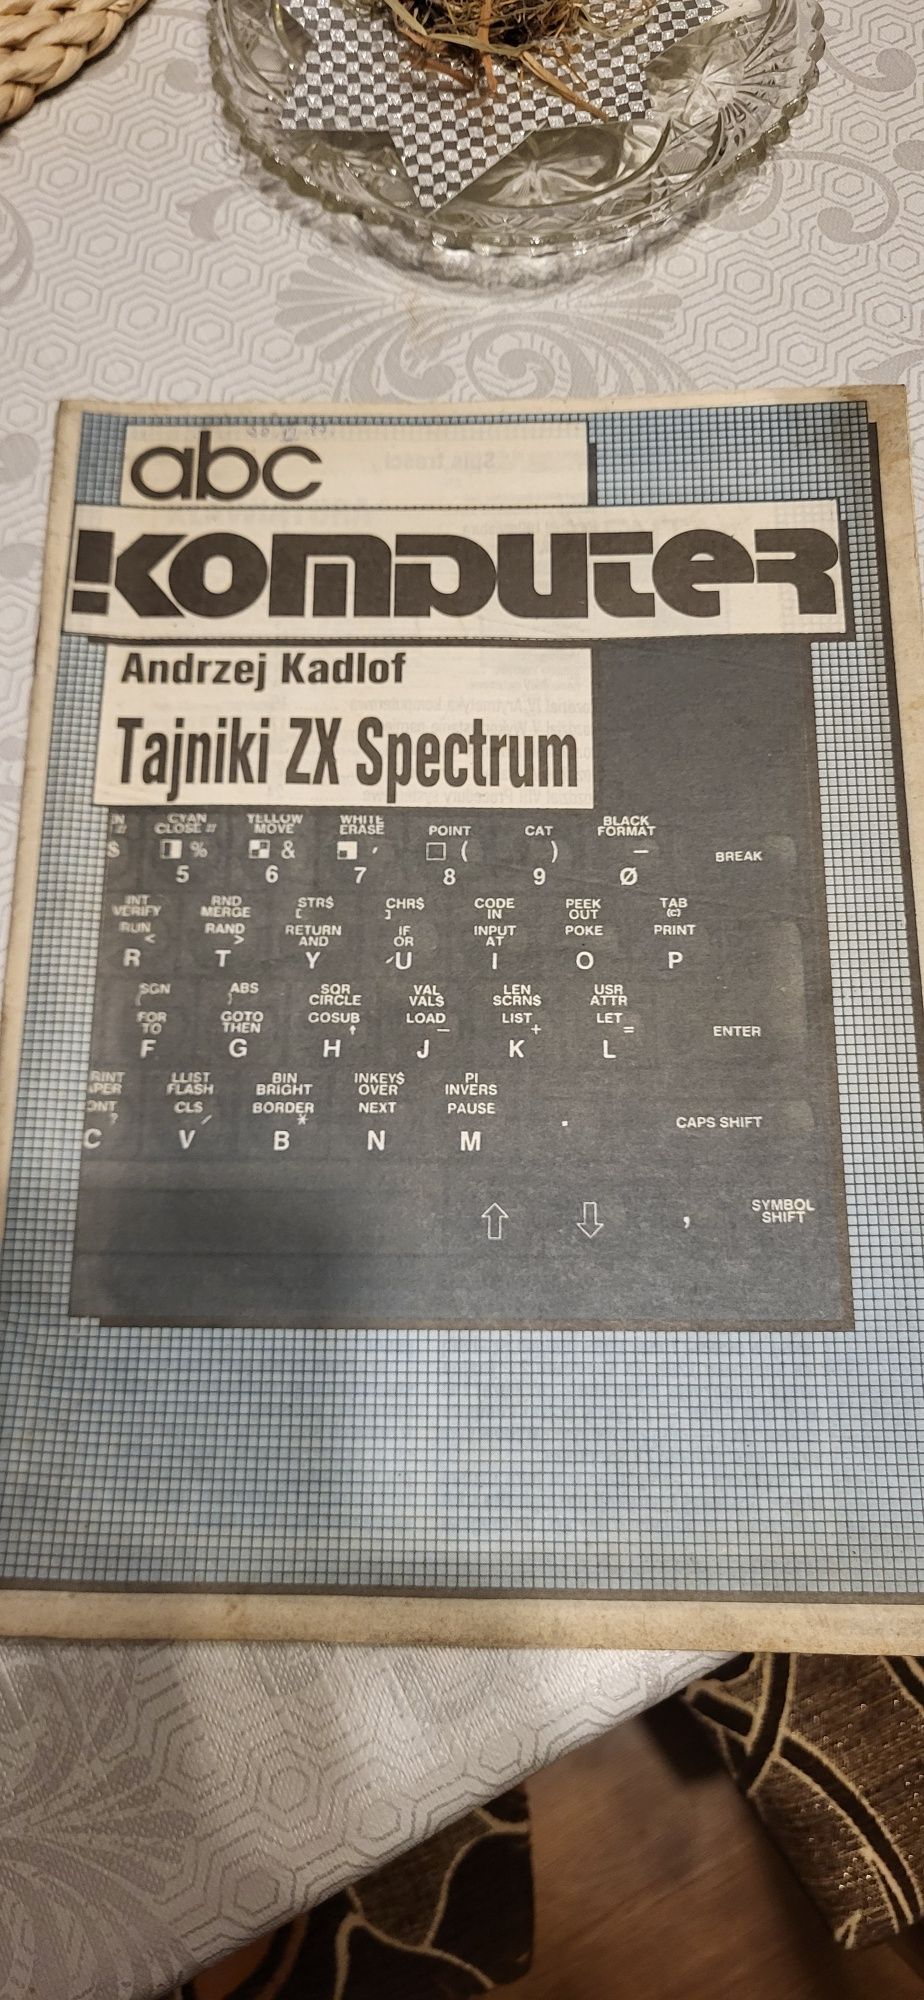 abc
!KOMPUTER
Andrzej Kadlof
Tajniki ZX Spectrum
CYAN YELLOW WHITE BLACK
CLOSE # MOVE ERASE POINT CAT FORMAT
$ % & ' ( ) _ BREAK
5 6 7 8 9 Ø
INT RND STR$ CHR$ CODE PEEK TAB
VERIFY MERGE [ ] IN OUT (C)
RUN RAND RETURN IF INPUT POKE PRINT
< > AND OR AT
R T Y U I O P
SGN ABS SQR VAL LEN USR
{ } CIRCLE VAL$ SCRN$ ATTR
FOR GOTO GOSUB LOAD LIST LET
TO THEN ↑ – + = ENTER
F G H J K L
LLIST BIN INKEY$ PI
FLASH BRIGHT OVER INVERS
CLS BORDER NEXT PAUSE
? / * . CAPS SHIFT
C V B N M
⇧ ⇩ , SYMBOL
SHIFT